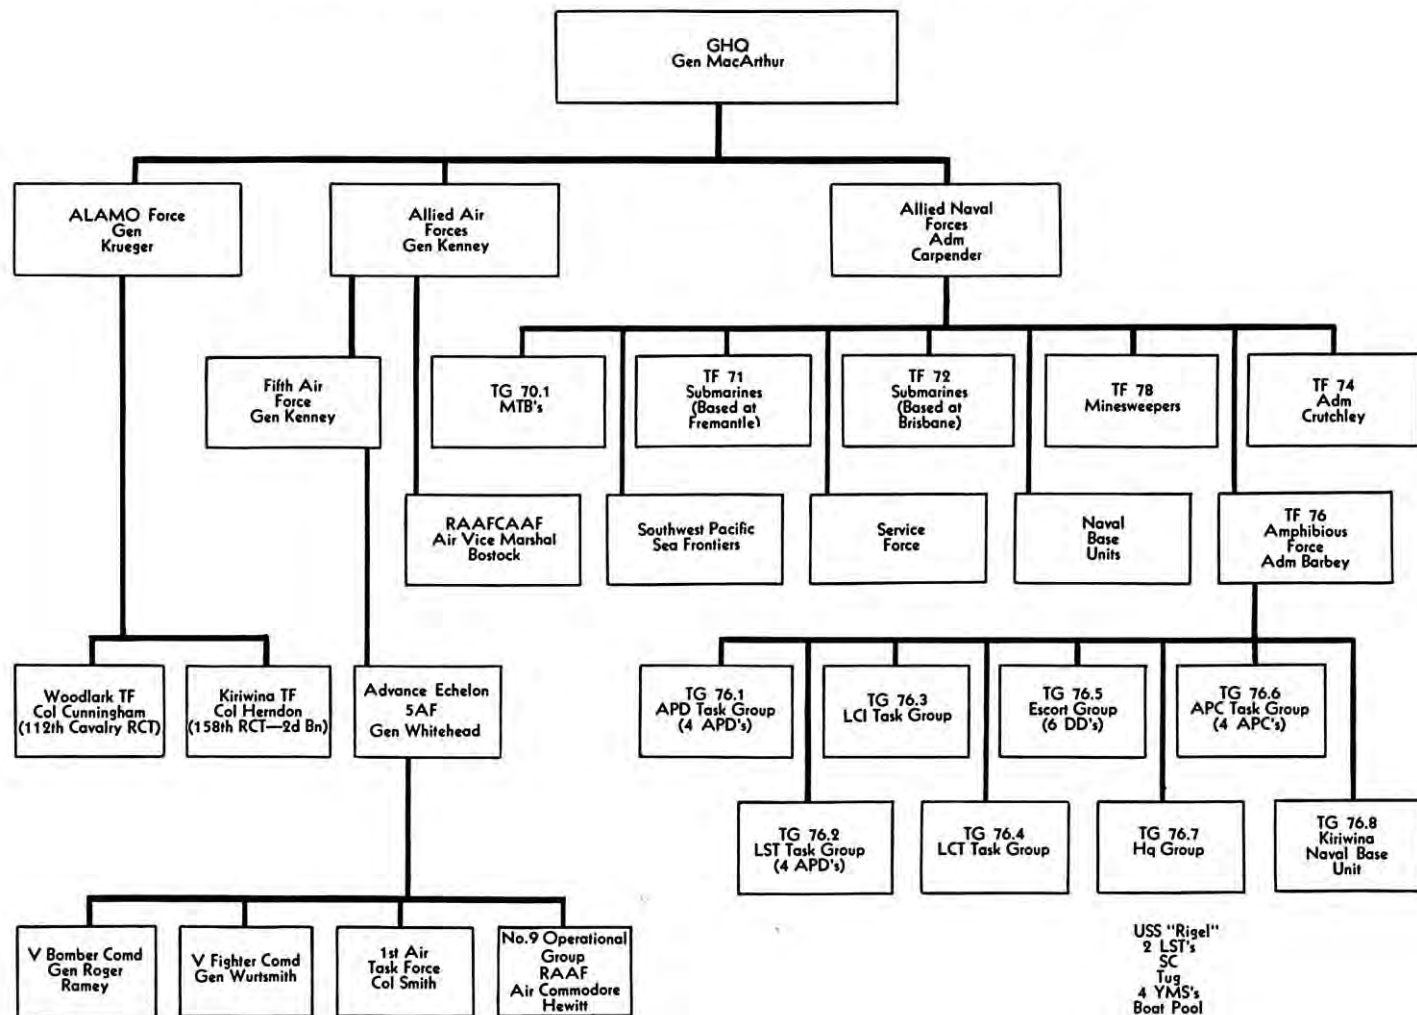 GHQ
Gen MacArthur
ALAMO Force
Gen
Krueger
Allied Air
Forces
Gen Kenney
Allied Naval
Forces
Adm
Carpender
Fifth Air
Force
Gen Kenney
TG 70.1
MTB's
TF 71
Submarines
(Based at
Fremantle)
TF 72
Submarines
(Based at
Brisbane)
TF 78
Minesweepers
TF 74
Adm
Crutchley
RAAFCAAF
Air Vice Marshal
Bostock
Southwest Pacific
Sea Frontiers
Service
Force
Naval
Base
Units
TF 76
Amphibious
Force
Adm Barbey
Woodlark TF
Col Cunningham
(112th Cavalry RCT)
Kiriwina TF
Col Herndon
(158th RCT—2d Bn)
Advance Echelon
5AF
Gen Whitehead
TG 76.1
APD Task Group
(4 APD's)
TG 76.3
LCI Task Group
TG 76.5
Escort Group
(6 DD's)
TG 76.6
APC Task Group
(4 APC's)
TG 76.2
LST Task Group
(4 APD's)
TG 76.4
LCT Task Group
TG 76.7
Hq Group
TG 76.8
Kiriwina
Naval Base
Unit
V Bomber Comd
Gen Roger
Ramey
V Fighter Comd
Gen Wurtsmith
1st Air
Task Force
Col Smith
No.9 Operational
Group
RAAF
Air Commodore
Hewitt
USS "Rigel"
2 LST's
SC
Tug
4 YMS's
Boat Pool